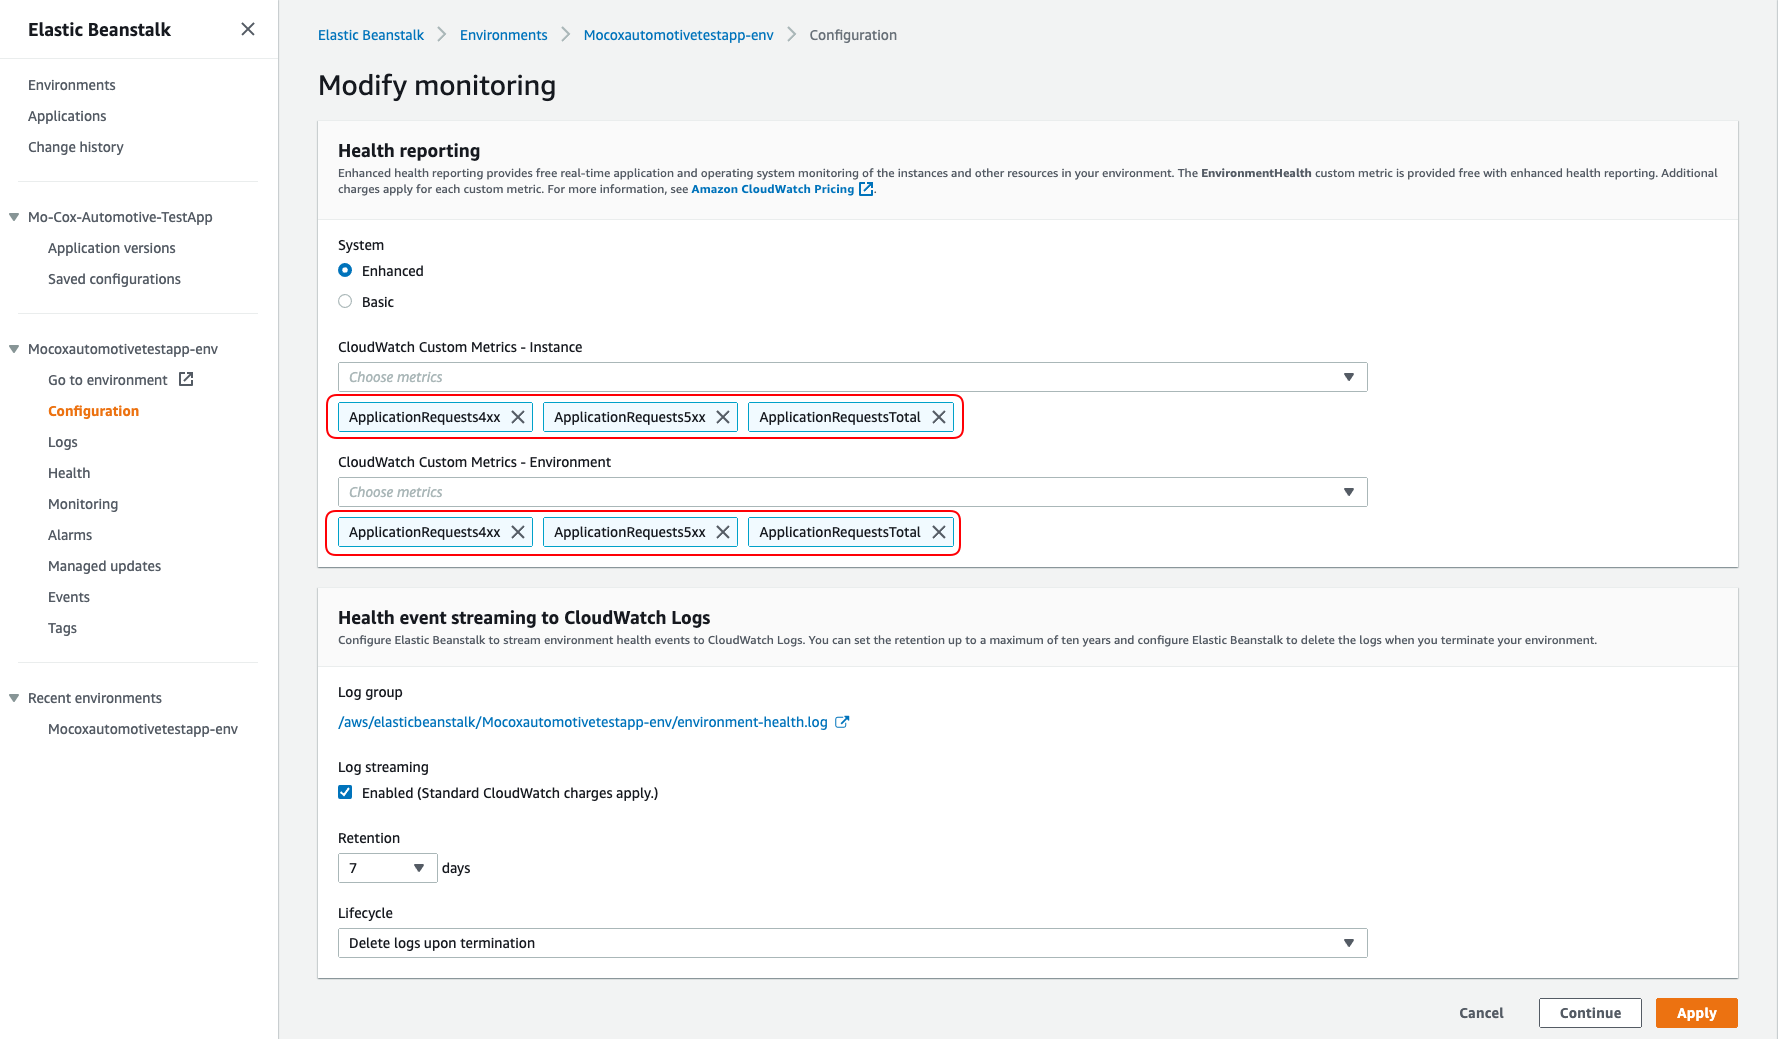 Elastic Beanstalk
Environments
Applications
Change history
Mo-Cox-Automotive-TestApp
Application versions
Saved configurations
Mocoxautomotivetestapp-env
Go to environment
Configuration
Logs
Health
Monitoring
Alarms
Managed updates
Events
Tags
Recent environments
Mocoxautomotivetestapp-env
Elastic Beanstalk Environments Mocoxautomotivetestapp-env Configuration
Modify monitoring
Health reporting
Enhanced health reporting provides free real-time application and operating system monitoring of the instances and other resources in your environment. The EnvironmentHealth custom metric is provided free with enhanced health reporting. Additional
charges apply for each custom metric. For more information, see Amazon CloudWatch Pricing .
System
Enhanced
Basic
CloudWatch Custom Metrics - Instance
Choose metrics
ApplicationRequests4xx ApplicationRequests5xx ApplicationRequestsTotal
CloudWatch Custom Metrics - Environment
Choose metrics
ApplicationRequests4xx ApplicationRequests5xx ApplicationRequestsTotal
Health event streaming to CloudWatch Logs
Configure Elastic Beanstalk to stream environment health events to CloudWatch Logs. You can set the retention up to a maximum of ten years and configure Elastic Beanstalk to delete the logs when you terminate your environment.
Log group
/aws/elasticbeanstalk/Mocoxautomotivetestapp-env/environment-health.log
Log streaming
Enabled (Standard CloudWatch charges apply.)
Retention
7 days
Lifecycle
Delete logs upon termination
Cancel Continue Apply